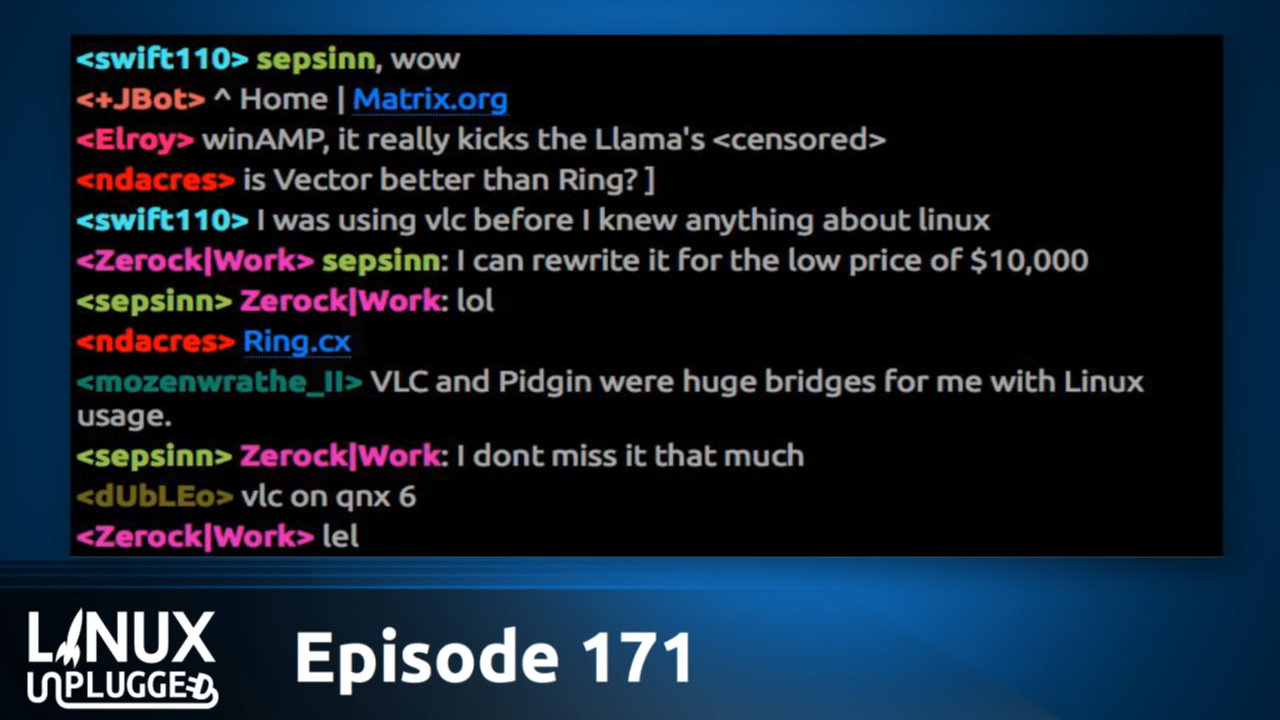 <swift110> sepsinn, wow
<+JBot> ^ Home | Matrix.org
<Elroy> winAMP, it really kicks the Llama's <censored>
<ndacres> is Vector better than Ring? ]
<swift110> I was using vlc before I knew anything about linux
<Zerock|Work> sepsinn: I can rewrite it for the low price of $10,000
<sepsinn> Zerock|Work: lol
<ndacres> Ring.cx
<mozenwrathe_II> VLC and Pidgin were huge bridges for me with Linux
usage.
<sepsinn> Zerock|Work: I dont miss it that much
<dUbLEo> vlc on qnx 6
<Zerock|Work> lel
LINUX
UNPLUGGED
Episode 171